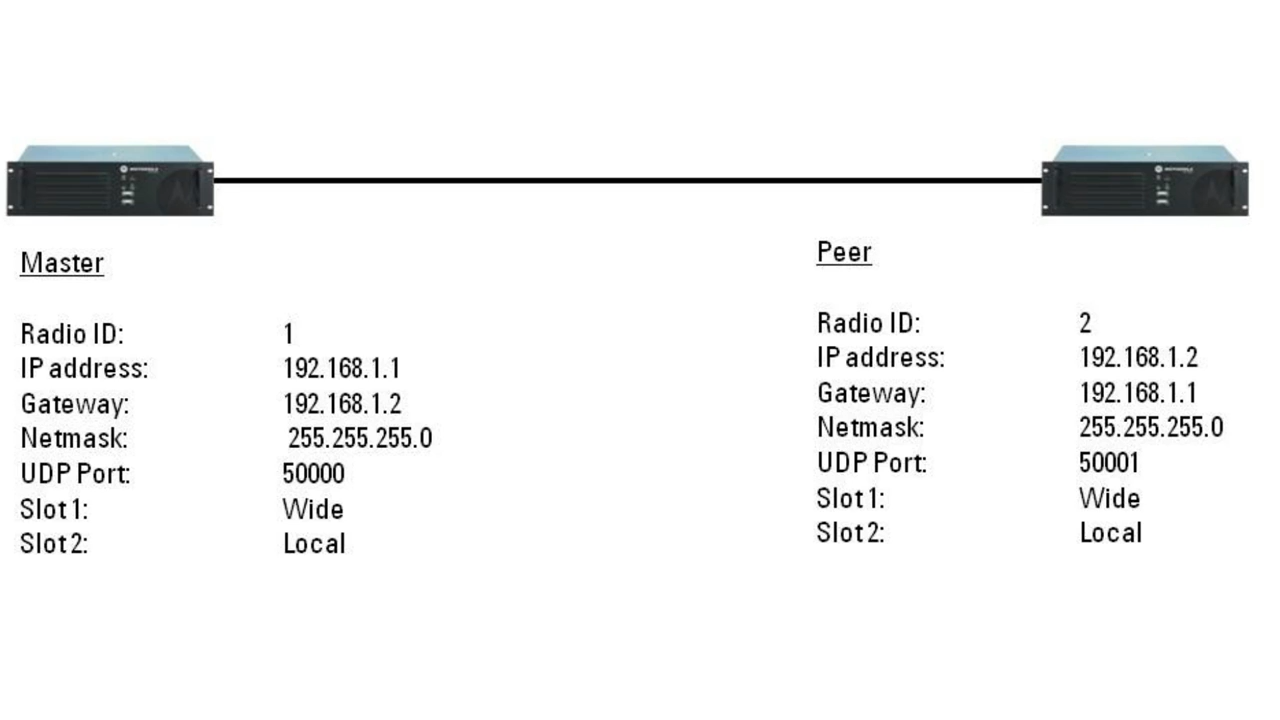 MOTOROLA
MOTOROLA
Master
Radio ID: 1
IP address: 192.168.1.1
Gateway: 192.168.1.2
Netmask: 255.255.255.0
UDP Port: 50000
Slot 1: Wide
Slot 2: Local
Peer
Radio ID: 2
IP address: 192.168.1.2
Gateway: 192.168.1.1
Netmask: 255.255.255.0
UDP Port: 50001
Slot 1: Wide
Slot 2: Local